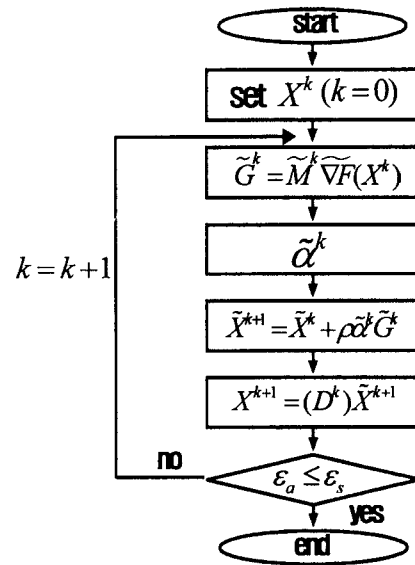 start
set X^k (k=0)
G̃^k = M̃^k ∇̃F(X^k)
α̃^k
k = k+1
X̃^{k+1} = X̃^k + ρα̃^k G̃^k
X^{k+1} = (D^k)X̃^{k+1}
no
ε_a ≤ ε_s
yes
end